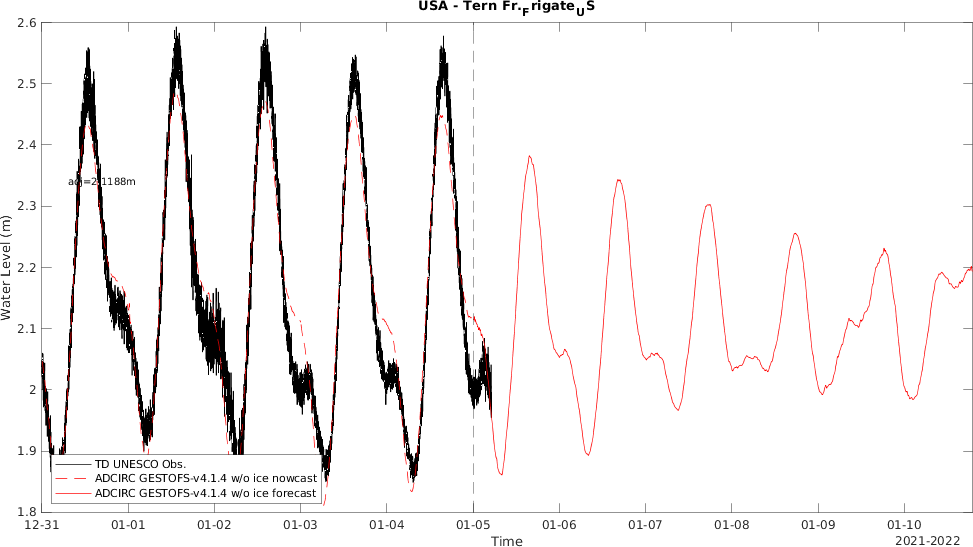 USA - Tern Fr.FrigateUS
2.6
2.5
2.4
2.3
2.2
2.1
2
1.9
1.8
Water Level (m)
adj=2.1188m
TD UNESCO Obs.
ADCIRC GESTOFS-v4.1.4 w/o ice nowcast
ADCIRC GESTOFS-v4.1.4 w/o ice forecast
12-31 01-01 01-02 01-03 01-04 01-05 01-06 01-07 01-08 01-09 01-10
Time
2021-2022